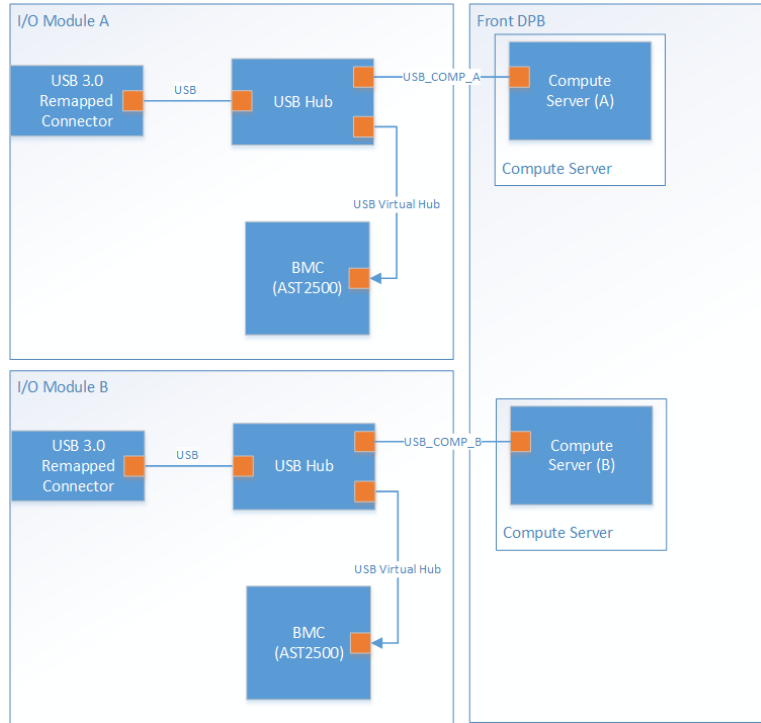 I/O Module A
Front DPB
USB 3.0
Remapped
Connector
USB
USB Hub
USB_COMP_A
Compute
Server (A)
Compute Server
USB Virtual Hub
BMC
(AST2500)
I/O Module B
USB 3.0
Remapped
Connector
USB
USB Hub
USB_COMP_B
Compute
Server (B)
Compute Server
USB Virtual Hub
BMC
(AST2500)